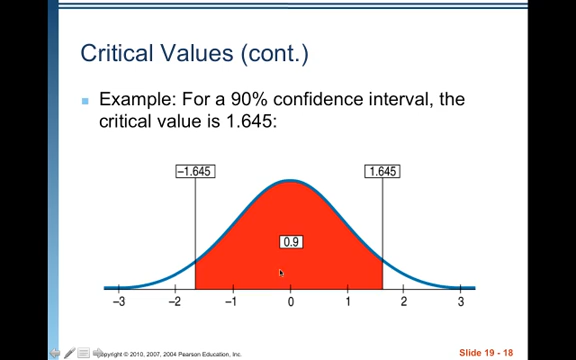 Critical Values (cont.)
Example: For a 90% confidence interval, the
critical value is 1.645:
–1.645 1.645
0.9
–3 –2 –1 0 1 2 3
Copyright © 2010, 2007, 2004 Pearson Education, Inc.
Slide 19 - 18